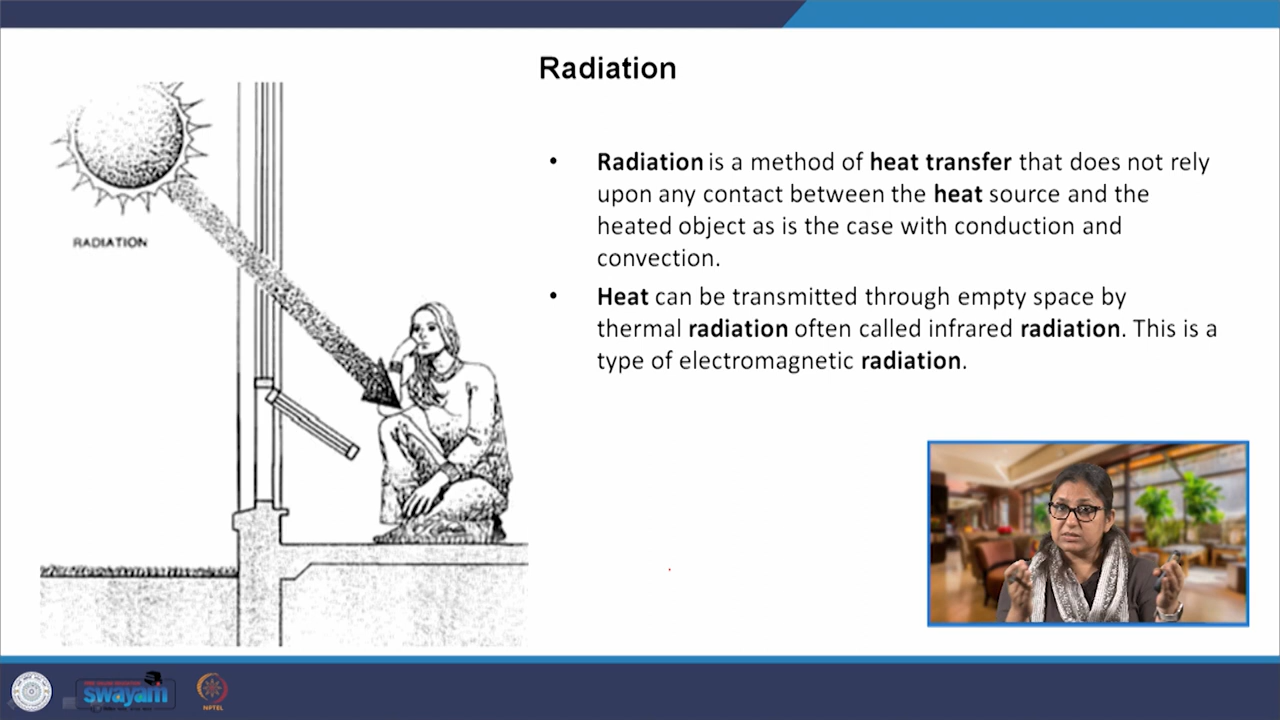 Radiation
RADIATION
• Radiation is a method of heat transfer that does not rely
upon any contact between the heat source and the
heated object as is the case with conduction and
convection.
• Heat can be transmitted through empty space by
thermal radiation often called infrared radiation. This is a
type of electromagnetic radiation.
swayam
NPTEL